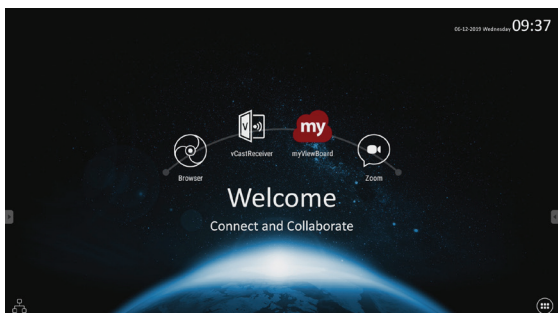 06-12-2019 Wednesday 09:37
V
my
Browser
vCastReceiver
myViewBoard
Zoom
Welcome
Connect and Collaborate